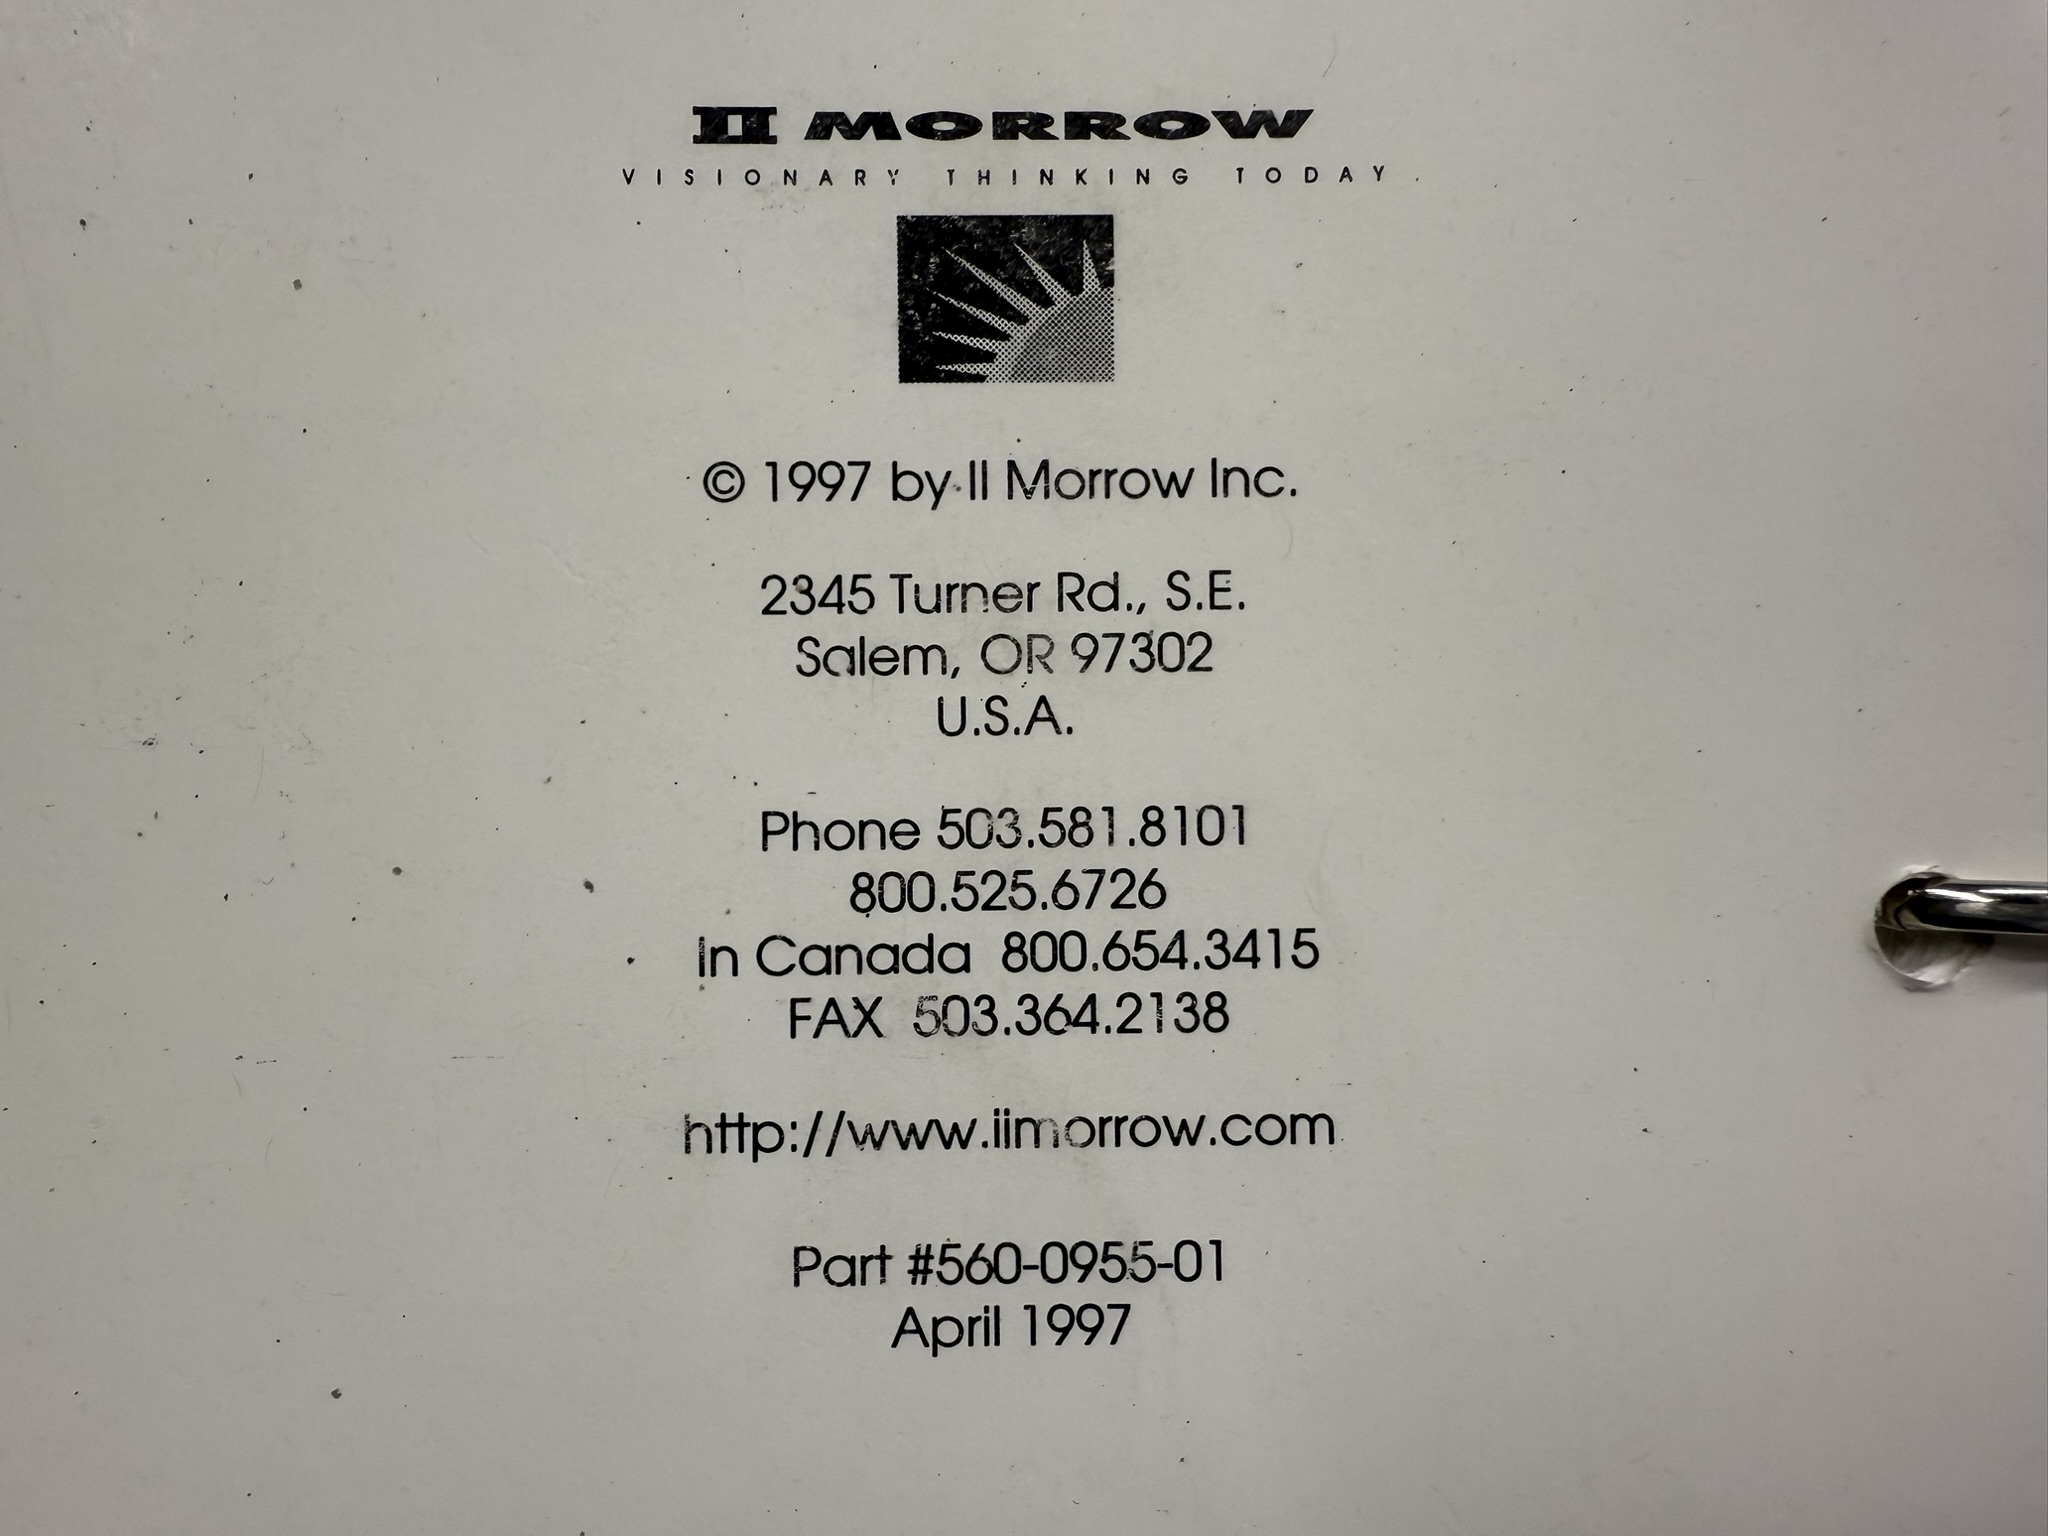 II MORROW
VISIONARY THINKING TODAY.
© 1997 by II Morrow Inc.
2345 Turner Rd., S.E.
Salem, OR 97302
U.S.A.
Phone 503.581.8101
800.525.6726
In Canada 800.654.3415
FAX 503.364.2138
http://www.iimorrow.com
Part #560-0955-01
April 1997